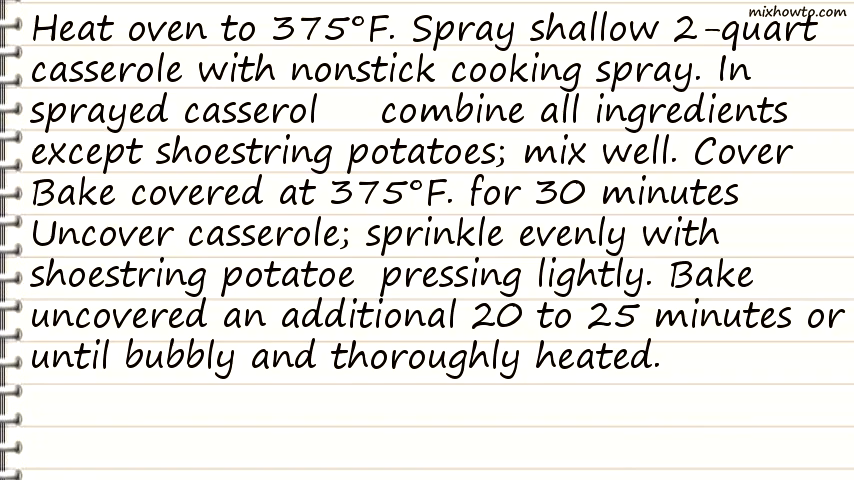 mixhowto.com
Heat oven to 375°F. Spray shallow 2-quart
casserole with nonstick cooking spray. In
sprayed casserol combine all ingredients
except shoestring potatoes; mix well. Cover
Bake covered at 375°F. for 30 minutes
Uncover casserole; sprinkle evenly with
shoestring potatoe pressing lightly. Bake
uncovered an additional 20 to 25 minutes or
until bubbly and thoroughly heated.